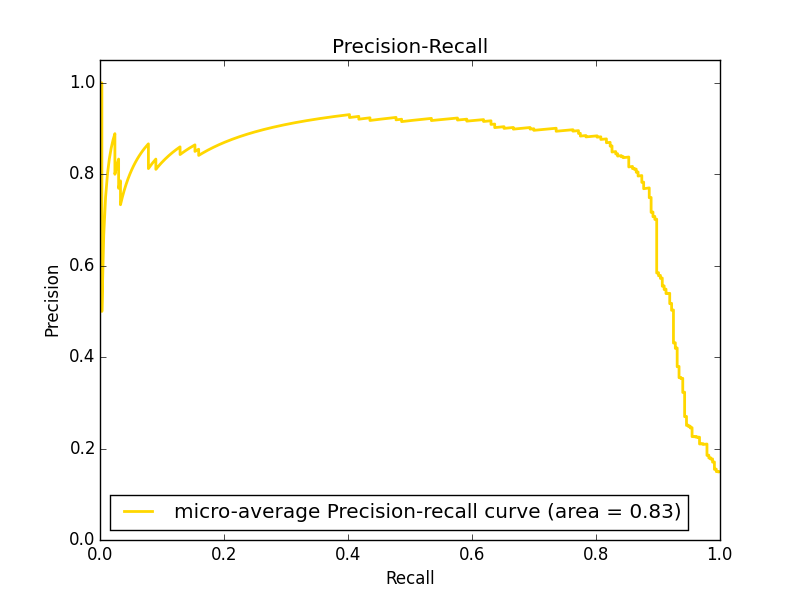 Precision-Recall
1.0
0.8
0.6
0.4
0.2
0.0
Precision
micro-average Precision-recall curve (area = 0.83)
0.0 0.2 0.4 0.6 0.8 1.0
Recall